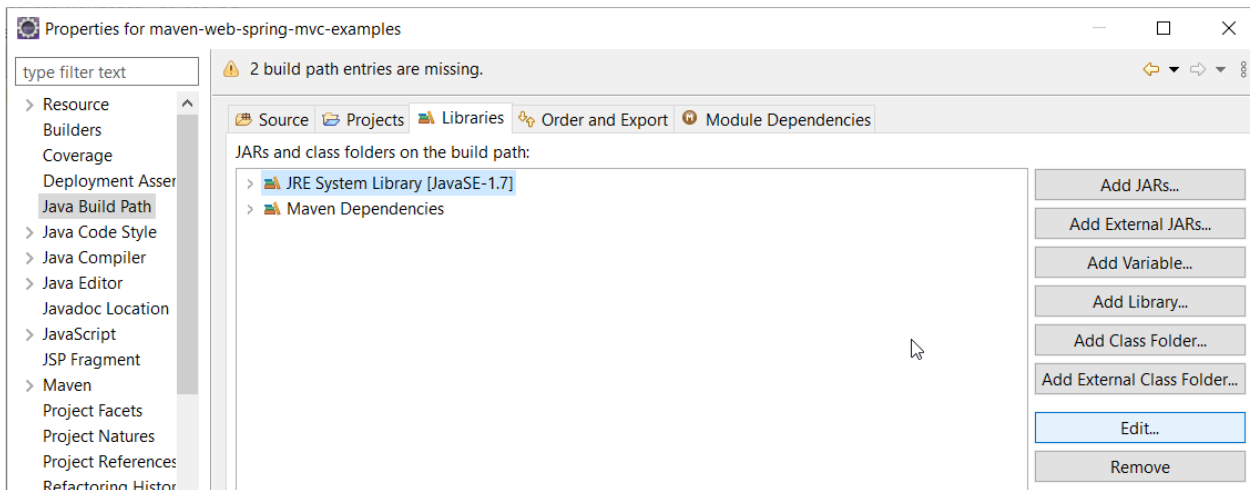 Properties for maven-web-spring-mvc-examples
type filter text
2 build path entries are missing.
Resource
Builders
Coverage
Deployment Asser
Java Build Path
Java Code Style
Java Compiler
Java Editor
Javadoc Location
JavaScript
JSP Fragment
Maven
Project Facets
Project Natures
Project References
Refactoring Histor
Source Projects Libraries Order and Export Module Dependencies
JARs and class folders on the build path:
JRE System Library [JavaSE-1.7]
Maven Dependencies
Add JARs...
Add External JARs...
Add Variable...
Add Library...
Add Class Folder...
Add External Class Folder...
Edit...
Remove